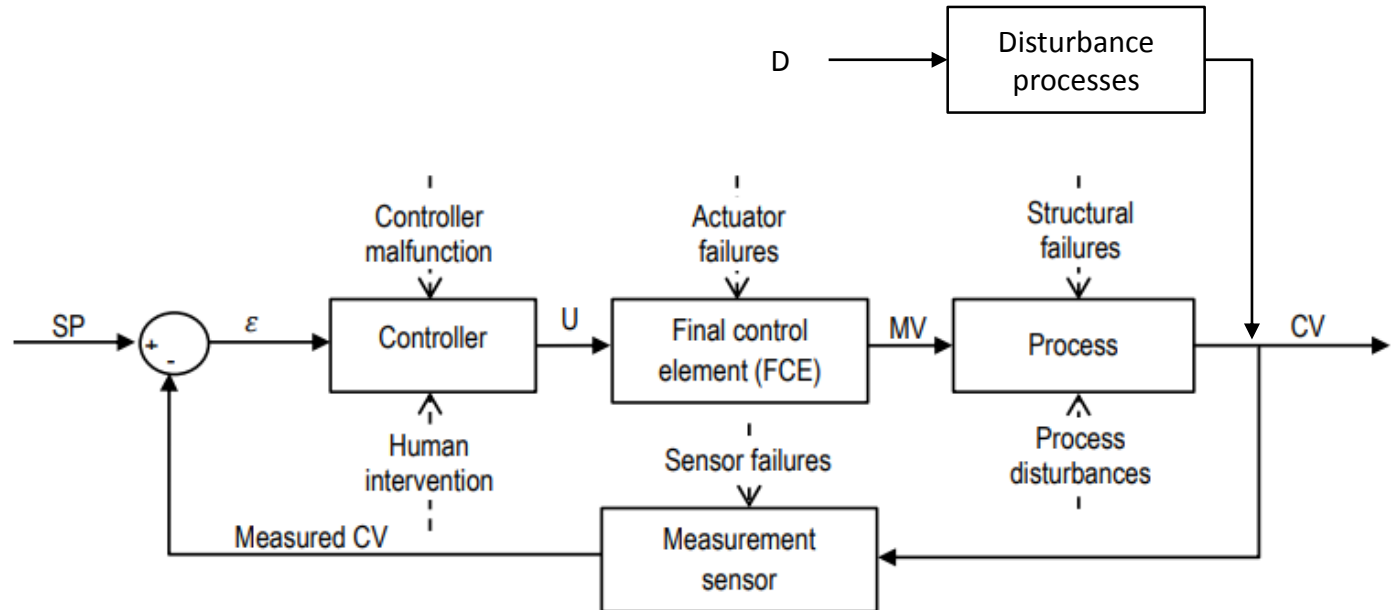 D
Disturbance
processes
Controller
malfunction
Actuator
failures
Structural
failures
SP
+
-
ε
Controller
U
Final control
element (FCE)
MV
Process
CV
Human
intervention
Sensor failures
Process
disturbances
Measured CV
Measurement
sensor